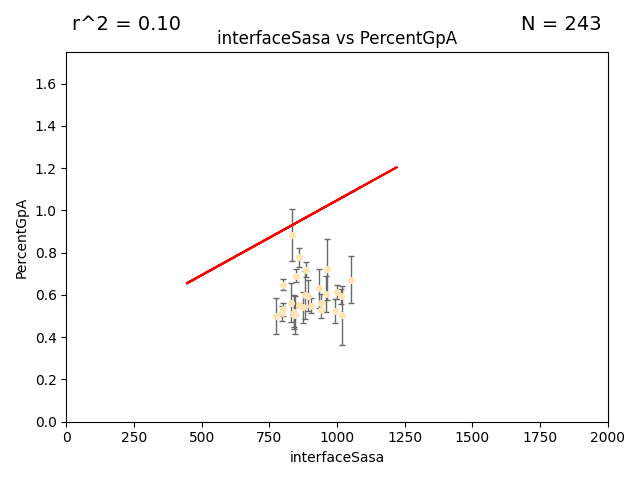 r^2 = 0.10
N = 243
interfaceSasa vs PercentGpA
1.6
1.4
1.2
1.0
0.8
0.6
0.4
0.2
0.0
PercentGpA
0 250 500 750 1000 1250 1500 1750 2000
interfaceSasa